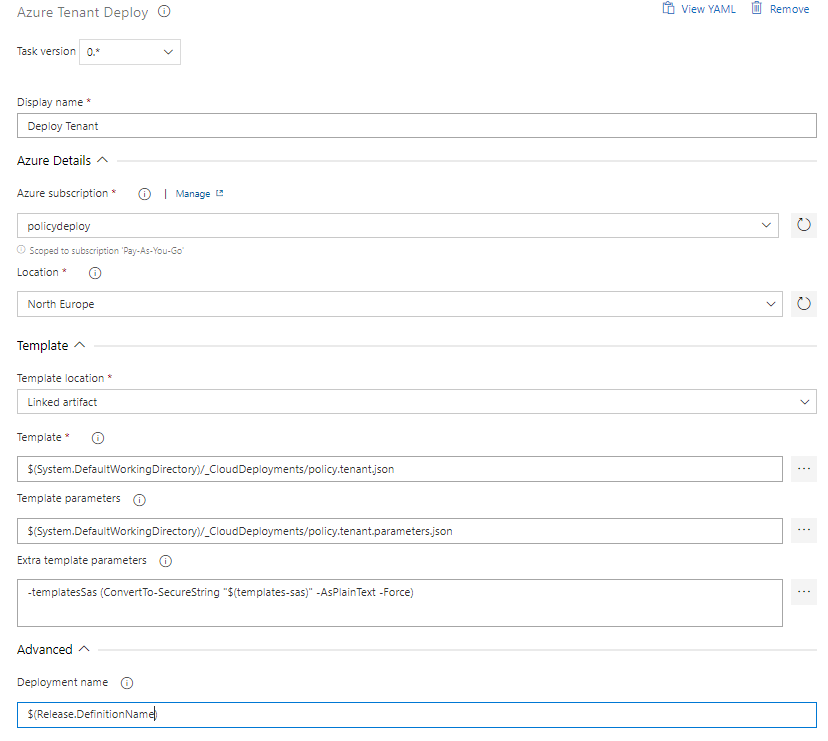 Azure Tenant Deploy
View YAML
Remove
Task version
0.*
Display name *
Deploy Tenant
Azure Details
Azure subscription *
| Manage
policydeploy
Scoped to subscription 'Pay-As-You-Go'
Location *
North Europe
Template
Template location *
Linked artifact
Template *
$(System.DefaultWorkingDirectory)/_CloudDeployments/policy.tenant.json
...
Template parameters
$(System.DefaultWorkingDirectory)/_CloudDeployments/policy.tenant.parameters.json
...
Extra template parameters
-templatesSas (ConvertTo-SecureString "$(templates-sas)" -AsPlainText -Force)
...
Advanced
Deployment name
$(Release.DefinitionName)